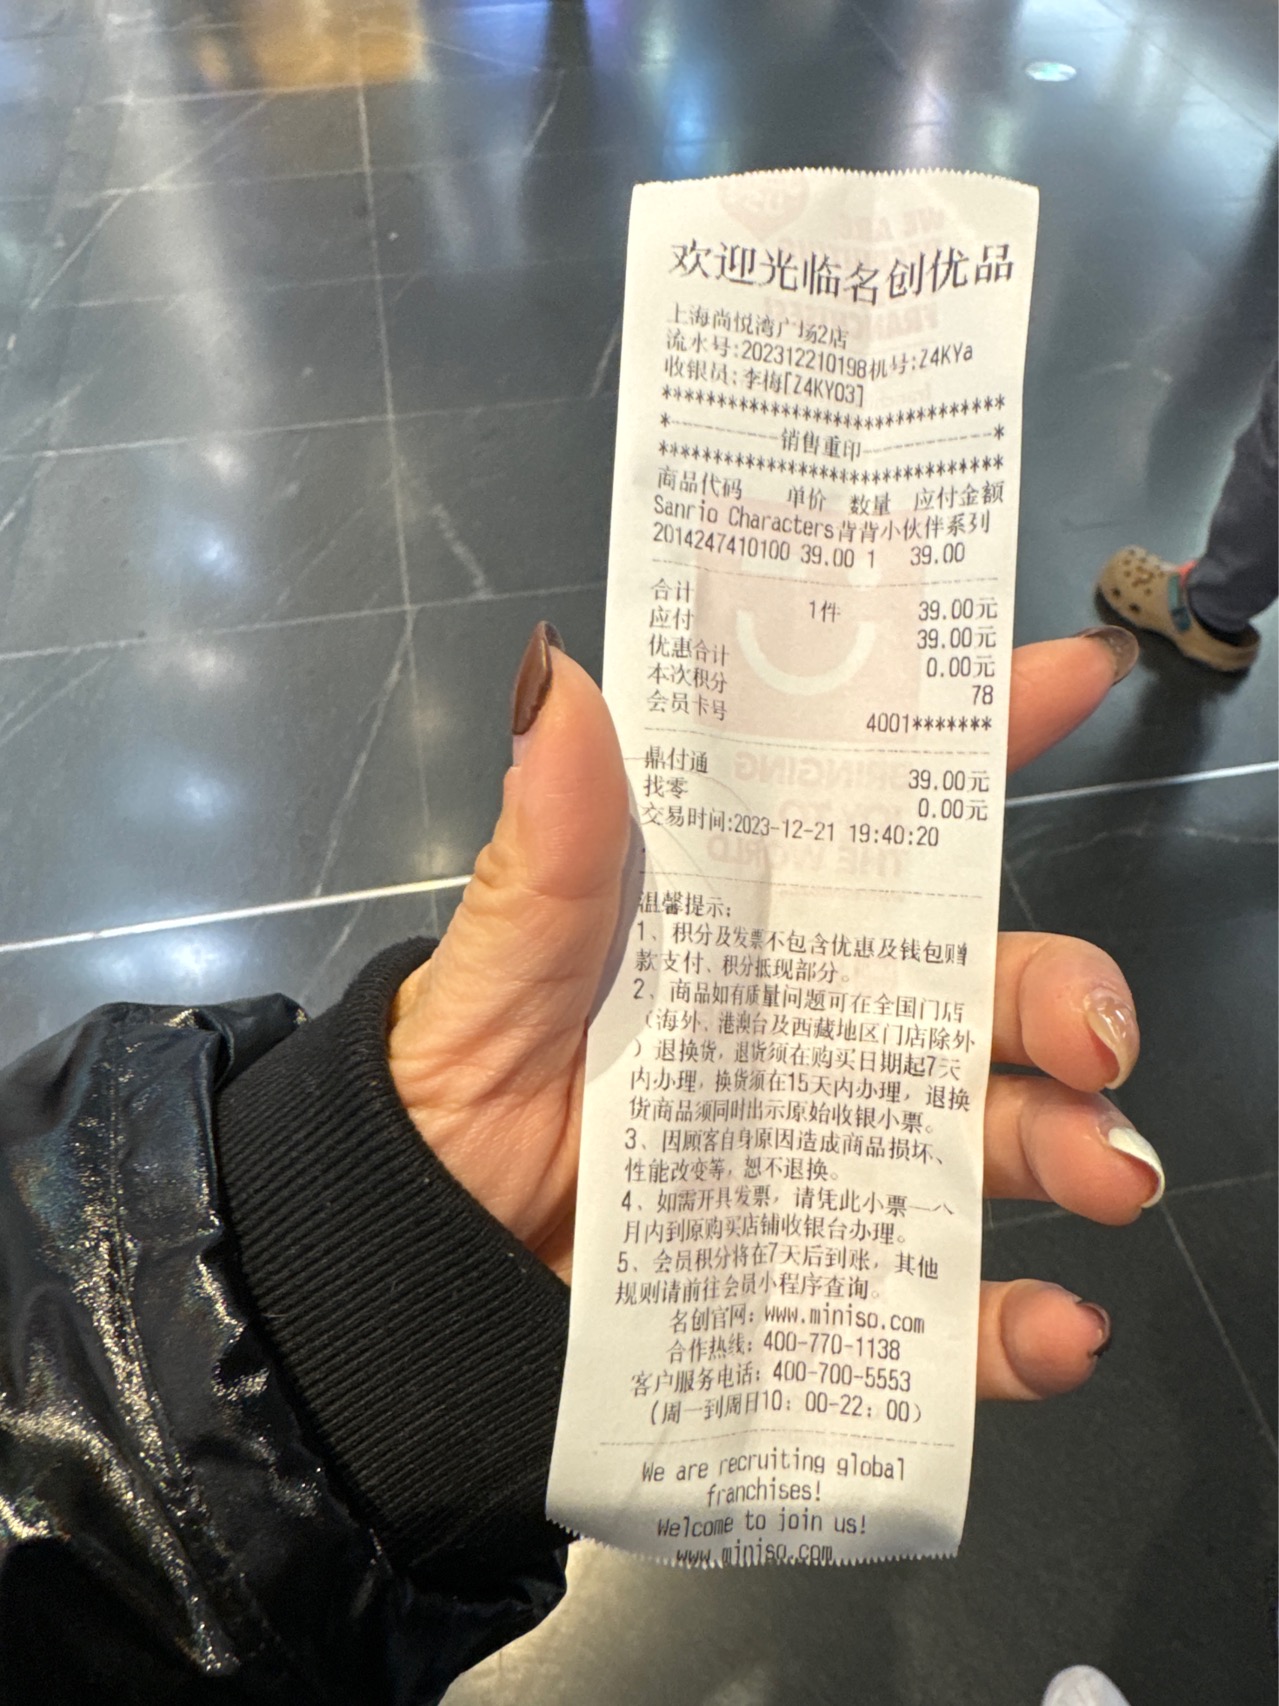 欢迎光临名创优品
上海尚悦湾广场2店
流水号:202312210198机号:Z4KYa
收银员:李梅[Z4KY03]
*******************************
*----------销售重印------------*
*******************************
商品代码 单价 数量 应付金额
Sanrio Characters背背小伙伴系列
2014247410100 39.00 1 39.00
合计 1件 39.00元
应付 39.00元
优惠合计 0.00元
本次积分 78
会员卡号 4001*******
鼎付通 39.00元
找零 0.00元
交易时间:2023-12-21 19:40:20
温馨提示:
1、积分及发票不包含优惠及钱包赠
款支付、积分抵现部分。
2、商品如有质量问题可在全国门店
(海外、港澳台及西藏地区门店除外
)退换货,退货须在购买日期起7天
内办理,换货须在15天内办理,退换
货商品须同时出示原始收银小票。
3、因顾客自身原因造成商品损坏、
性能改变等,恕不退换。
4、如需开具发票,请凭此小票一个
月内到原购买店铺收银台办理。
5、会员积分将在7天后到账,其他
规则请前往会员小程序查询。
名创官网: www.miniso.com
合作热线: 400-770-1138
客户服务电话: 400-700-5553
(周一到周日10:00-22:00)
We are recruiting global
franchises!
Welcome to join us!
www.miniso.com